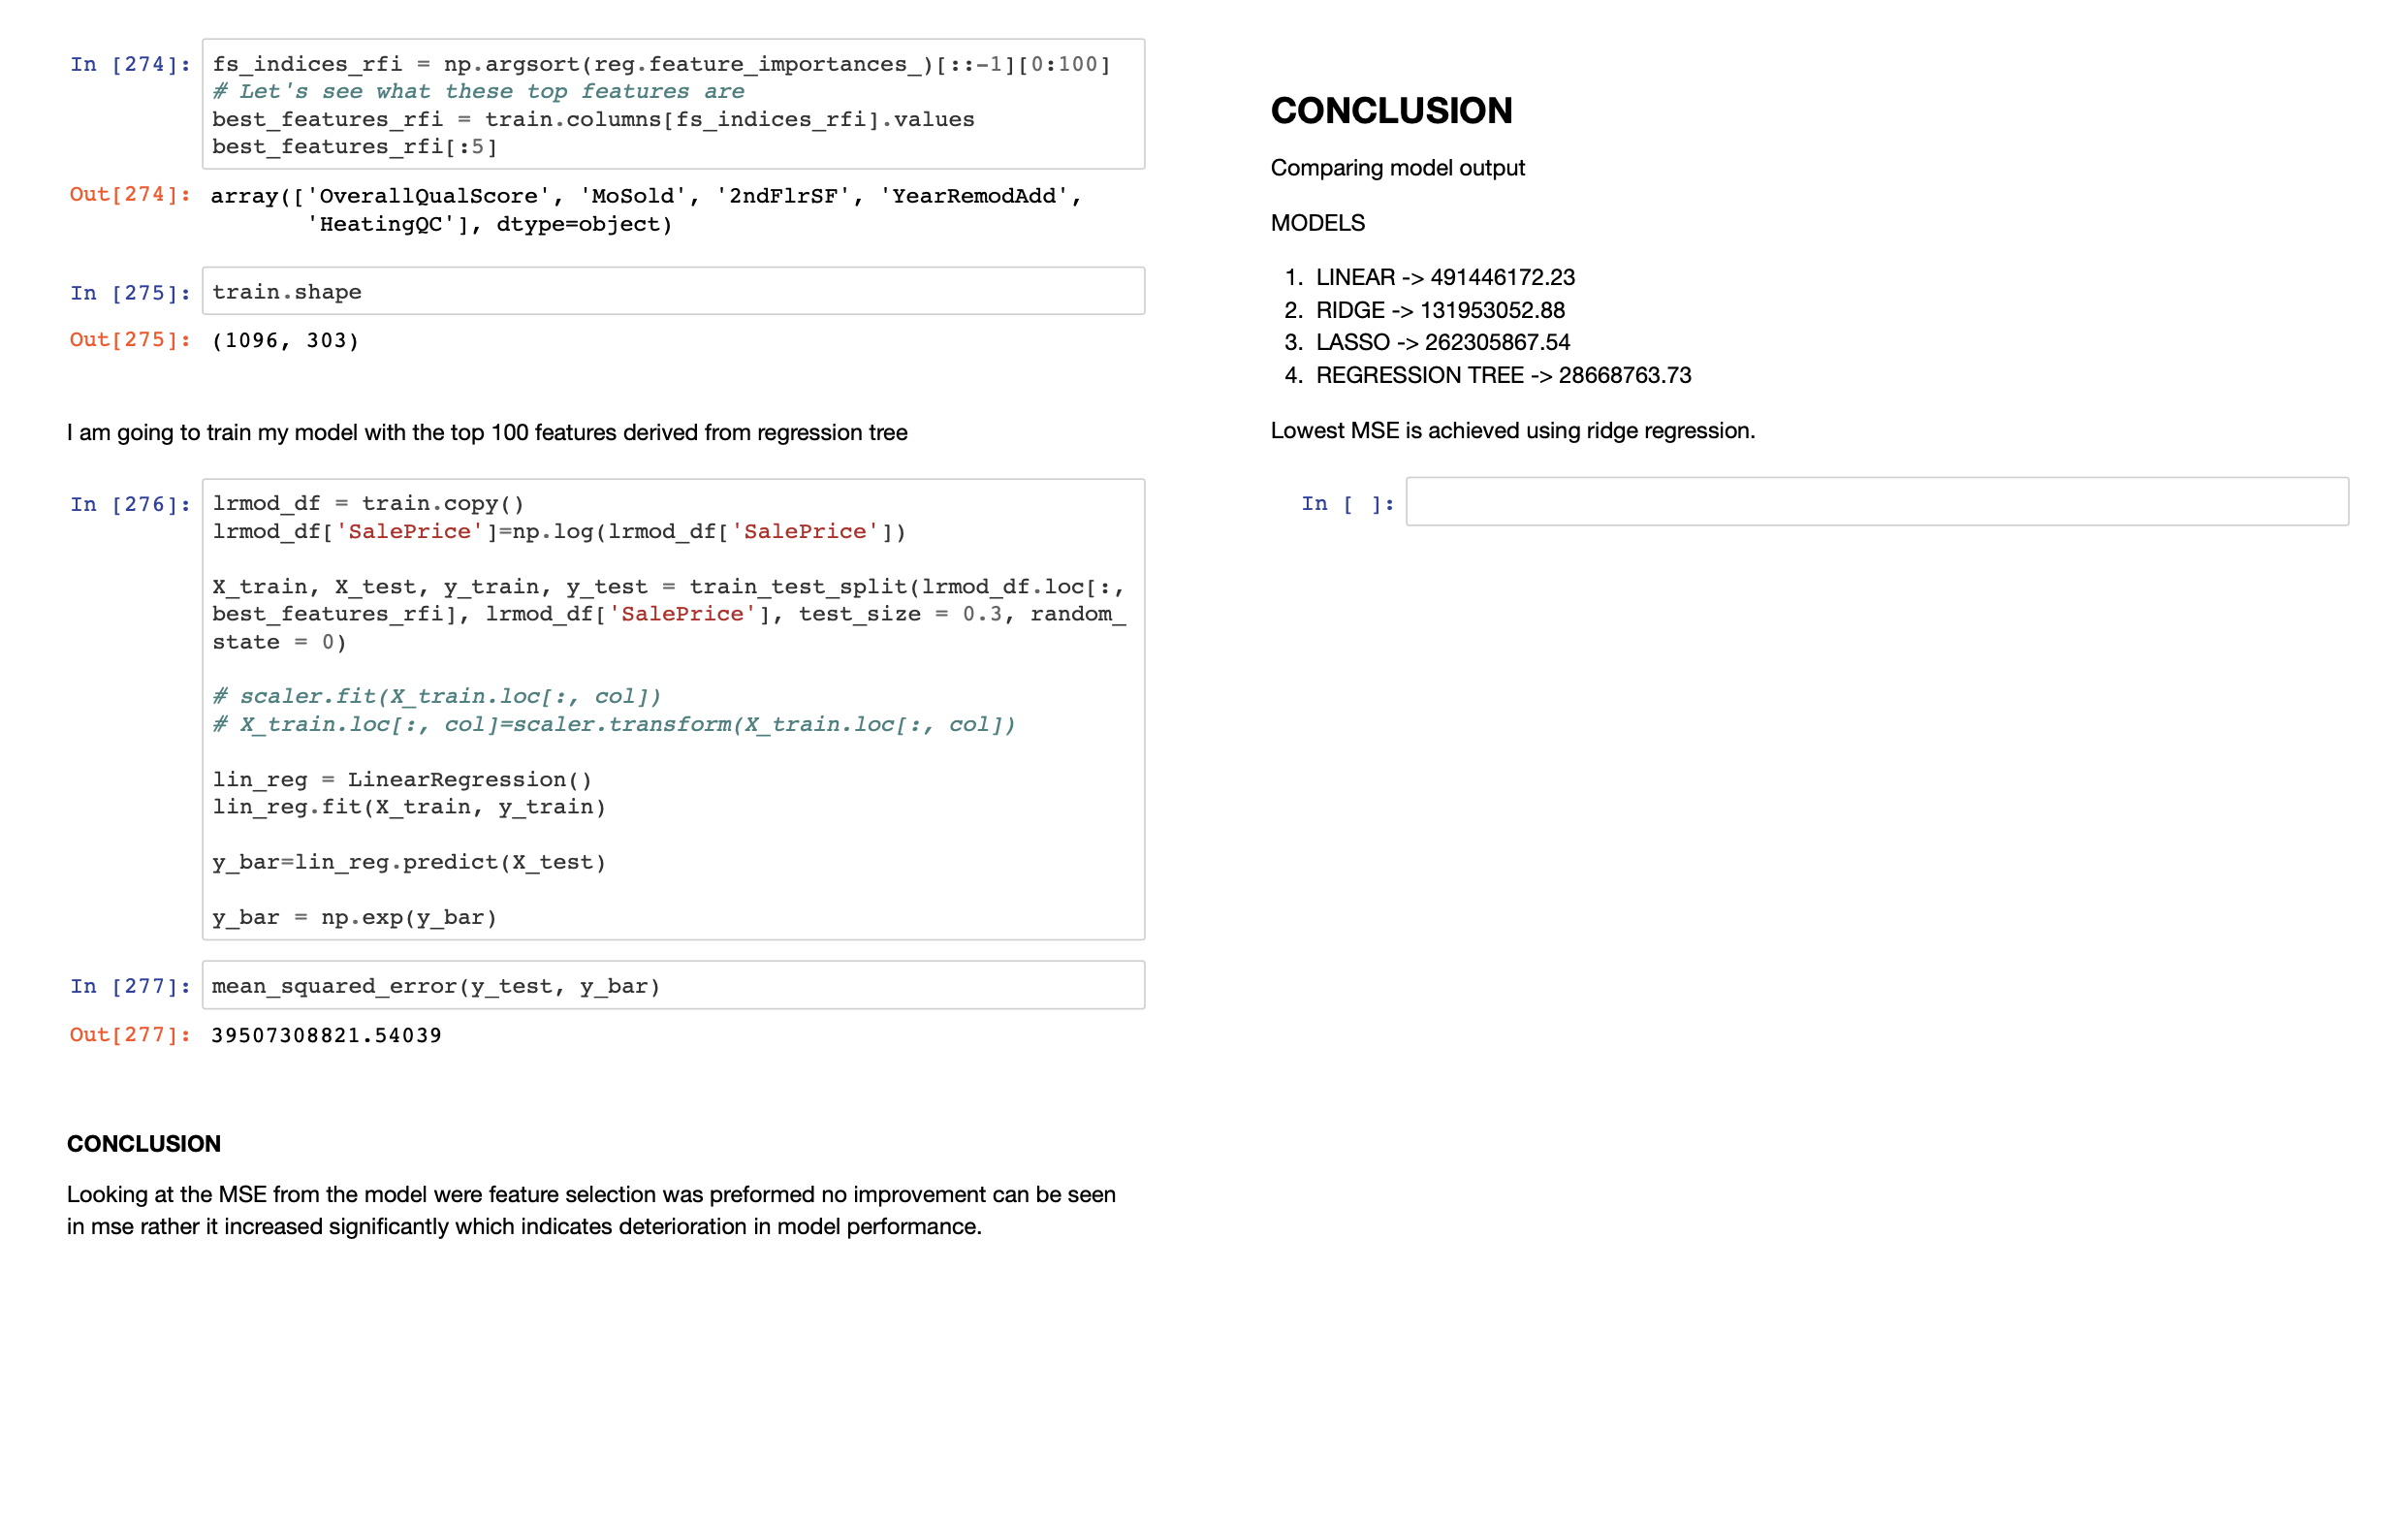 In [274]: fs_indices_rfi = np.argsort(reg.feature_importances_)[::-1][0:100]
# Let's see what these top features are
best_features_rfi = train.columns[fs_indices_rfi].values
best_features_rfi[:5]
Out[274]: array(['OverallQualScore', 'MoSold', '2ndFlrSF', 'YearRemodAdd',
'HeatingQC'], dtype=object)
In [275]: train.shape
Out[275]: (1096, 303)
I am going to train my model with the top 100 features derived from regression tree
In [276]: lrmod_df = train.copy()
lrmod_df['SalePrice']=np.log(lrmod_df['SalePrice'])
X_train, X_test, y_train, y_test = train_test_split(lrmod_df.loc[:,
best_features_rfi], lrmod_df['SalePrice'], test_size = 0.3, random_
state = 0)
# scaler.fit(X_train.loc[:, col])
# X_train.loc[:, col]=scaler.transform(X_train.loc[:, col])
lin_reg = LinearRegression()
lin_reg.fit(X_train, y_train)
y_bar=lin_reg.predict(X_test)
y_bar = np.exp(y_bar)
In [277]: mean_squared_error(y_test, y_bar)
Out[277]: 39507308821.54039
CONCLUSION
Looking at the MSE from the model were feature selection was preformed no improvement can be seen
in mse rather it increased significantly which indicates deterioration in model performance.
CONCLUSION
Comparing model output
MODELS
1. LINEAR -> 491446172.23
2. RIDGE -> 131953052.88
3. LASSO -> 262305867.54
4. REGRESSION TREE -> 28668763.73
Lowest MSE is achieved using ridge regression.
In [ ]: